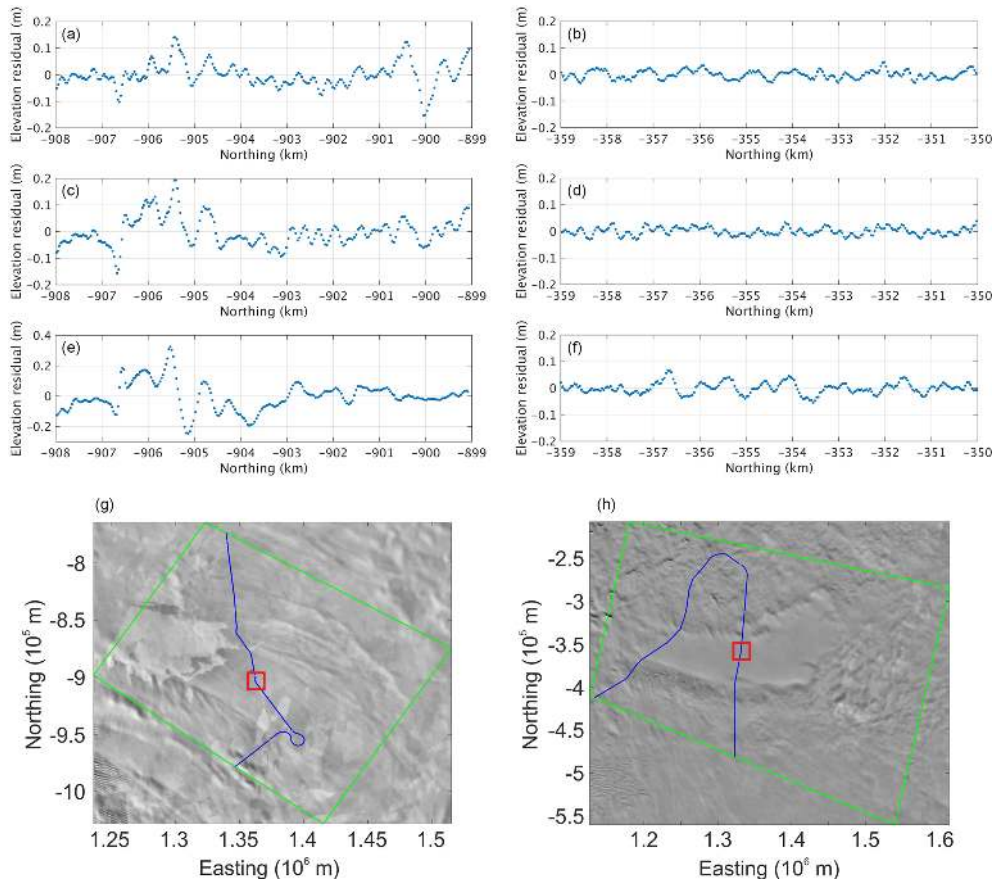 (a) (b)
Elevation residual (m) 0.2 0.1 0 −0.1 −0.2
−908 −907 −906 −905 −904 −903 −902 −901 −900 −899
Northing (km)
Elevation residual (m) 0.2 0.1 0 −0.1 −0.2
−359 −358 −357 −356 −355 −354 −353 −352 −351 −350
Northing (km)
(c) (d)
Elevation residual (m) 0.2 0.1 0 −0.1 −0.2
−908 −907 −906 −905 −904 −903 −902 −901 −900 −899
Northing (km)
Elevation residual (m) 0.2 0.1 0 −0.1 −0.2
−359 −358 −357 −356 −355 −354 −353 −352 −351 −350
Northing (km)
(e) (f)
Elevation residual (m) 0.4 0.2 0 −0.2
−908 −907 −906 −905 −904 −903 −902 −901 −900 −899
Northing (km)
Elevation residual (m) 0.2 0.1 0 −0.1 −0.2
−359 −358 −357 −356 −355 −354 −353 −352 −351 −350
Northing (km)
(g)
Northing (10⁵ m)
-8
-8.5
-9
-9.5
-10
1.25 1.3 1.35 1.4 1.45 1.5
Easting (10⁶ m)
(h)
Northing (10⁵ m)
-2.5
-3
-3.5
-4
-4.5
-5
-5.5
1.2 1.3 1.4 1.5 1.6
Easting (10⁶ m)